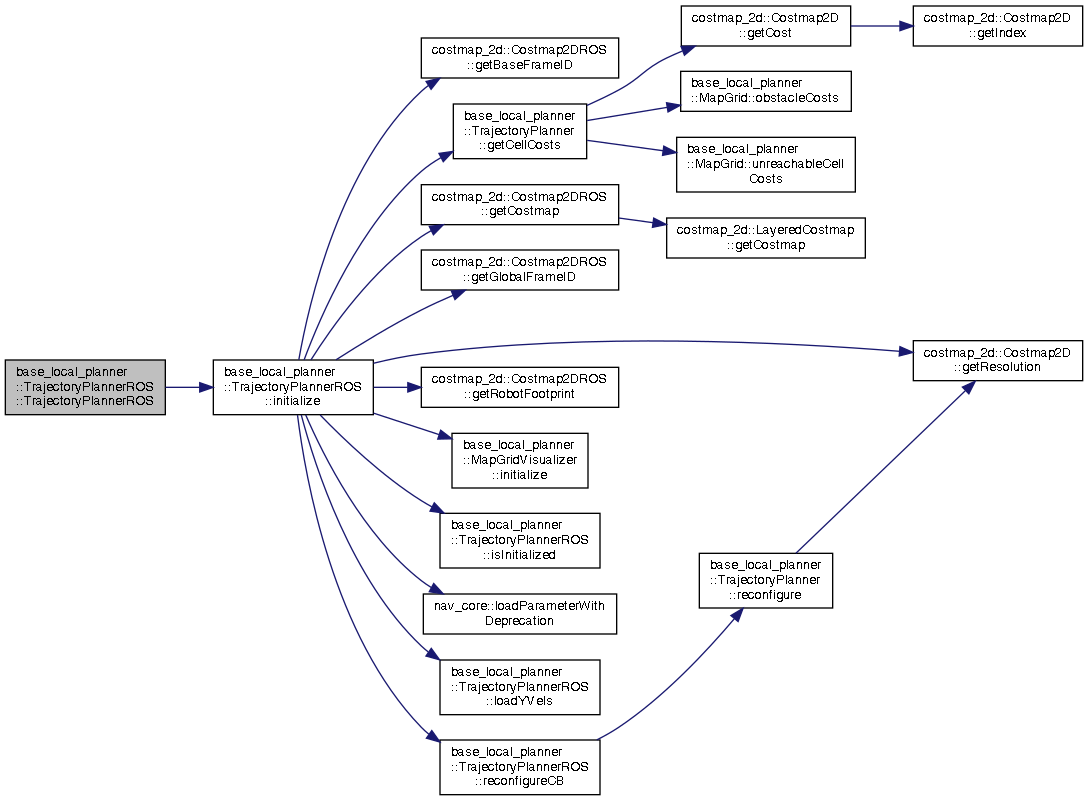 base_local_planner
::TrajectoryPlannerROS
::TrajectoryPlannerROS
base_local_planner
::TrajectoryPlannerROS
::initialize
costmap_2d::Costmap2DROS
::getBaseFrameID
base_local_planner
::TrajectoryPlanner
::getCellCosts
costmap_2d::Costmap2DROS
::getCostmap
costmap_2d::Costmap2DROS
::getGlobalFrameID
costmap_2d::Costmap2DROS
::getRobotFootprint
base_local_planner
::MapGridVisualizer
::initialize
base_local_planner
::TrajectoryPlannerROS
::isInitialized
nav_core::loadParameterWith
Deprecation
base_local_planner
::TrajectoryPlannerROS
::loadYVels
base_local_planner
::TrajectoryPlannerROS
::reconfigureCB
costmap_2d::Costmap2D
::getCost
base_local_planner
::MapGrid::obstacleCosts
base_local_planner
::MapGrid::unreachableCell
Costs
costmap_2d::LayeredCostmap
::getCostmap
base_local_planner
::TrajectoryPlanner
::reconfigure
costmap_2d::Costmap2D
::getIndex
costmap_2d::Costmap2D
::getResolution